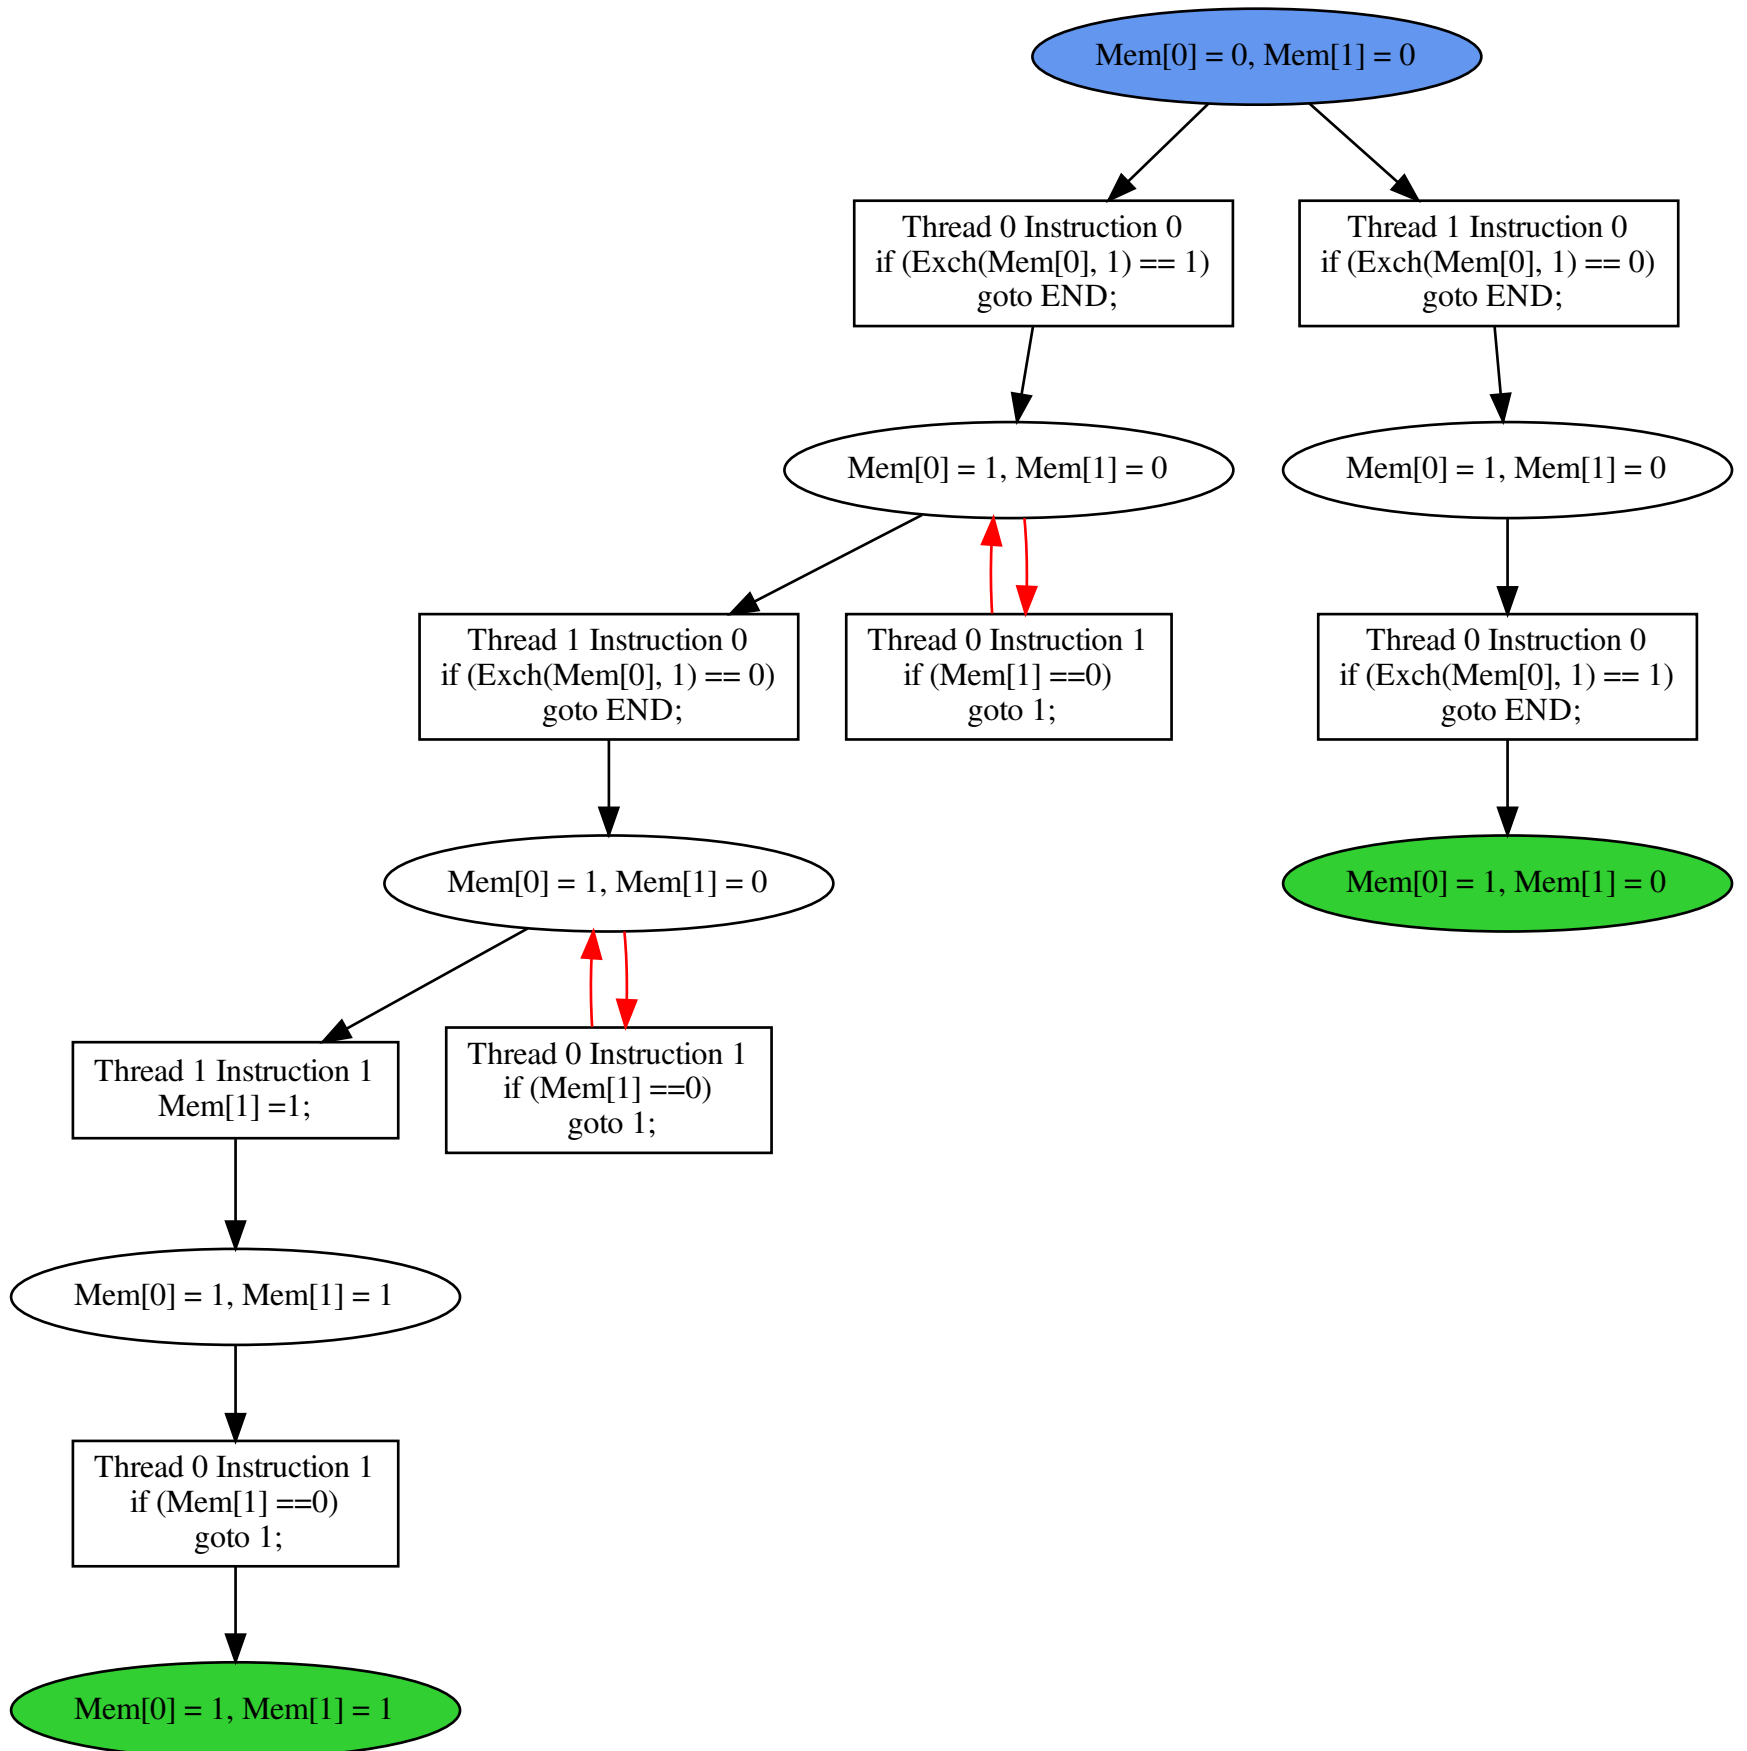 Mem[0] = 0, Mem[1] = 0
Thread 0 Instruction 0
if (Exch(Mem[0], 1) == 1)
goto END;
Thread 1 Instruction 0
if (Exch(Mem[0], 1) == 0)
goto END;
Mem[0] = 1, Mem[1] = 0
Mem[0] = 1, Mem[1] = 0
Thread 1 Instruction 0
if (Exch(Mem[0], 1) == 0)
goto END;
Thread 0 Instruction 1
if (Mem[1] ==0)
goto 1;
Thread 0 Instruction 0
if (Exch(Mem[0], 1) == 1)
goto END;
Mem[0] = 1, Mem[1] = 0
Mem[0] = 1, Mem[1] = 0
Thread 1 Instruction 1
Mem[1] =1;
Thread 0 Instruction 1
if (Mem[1] ==0)
goto 1;
Mem[0] = 1, Mem[1] = 1
Thread 0 Instruction 1
if (Mem[1] ==0)
goto 1;
Mem[0] = 1, Mem[1] = 1